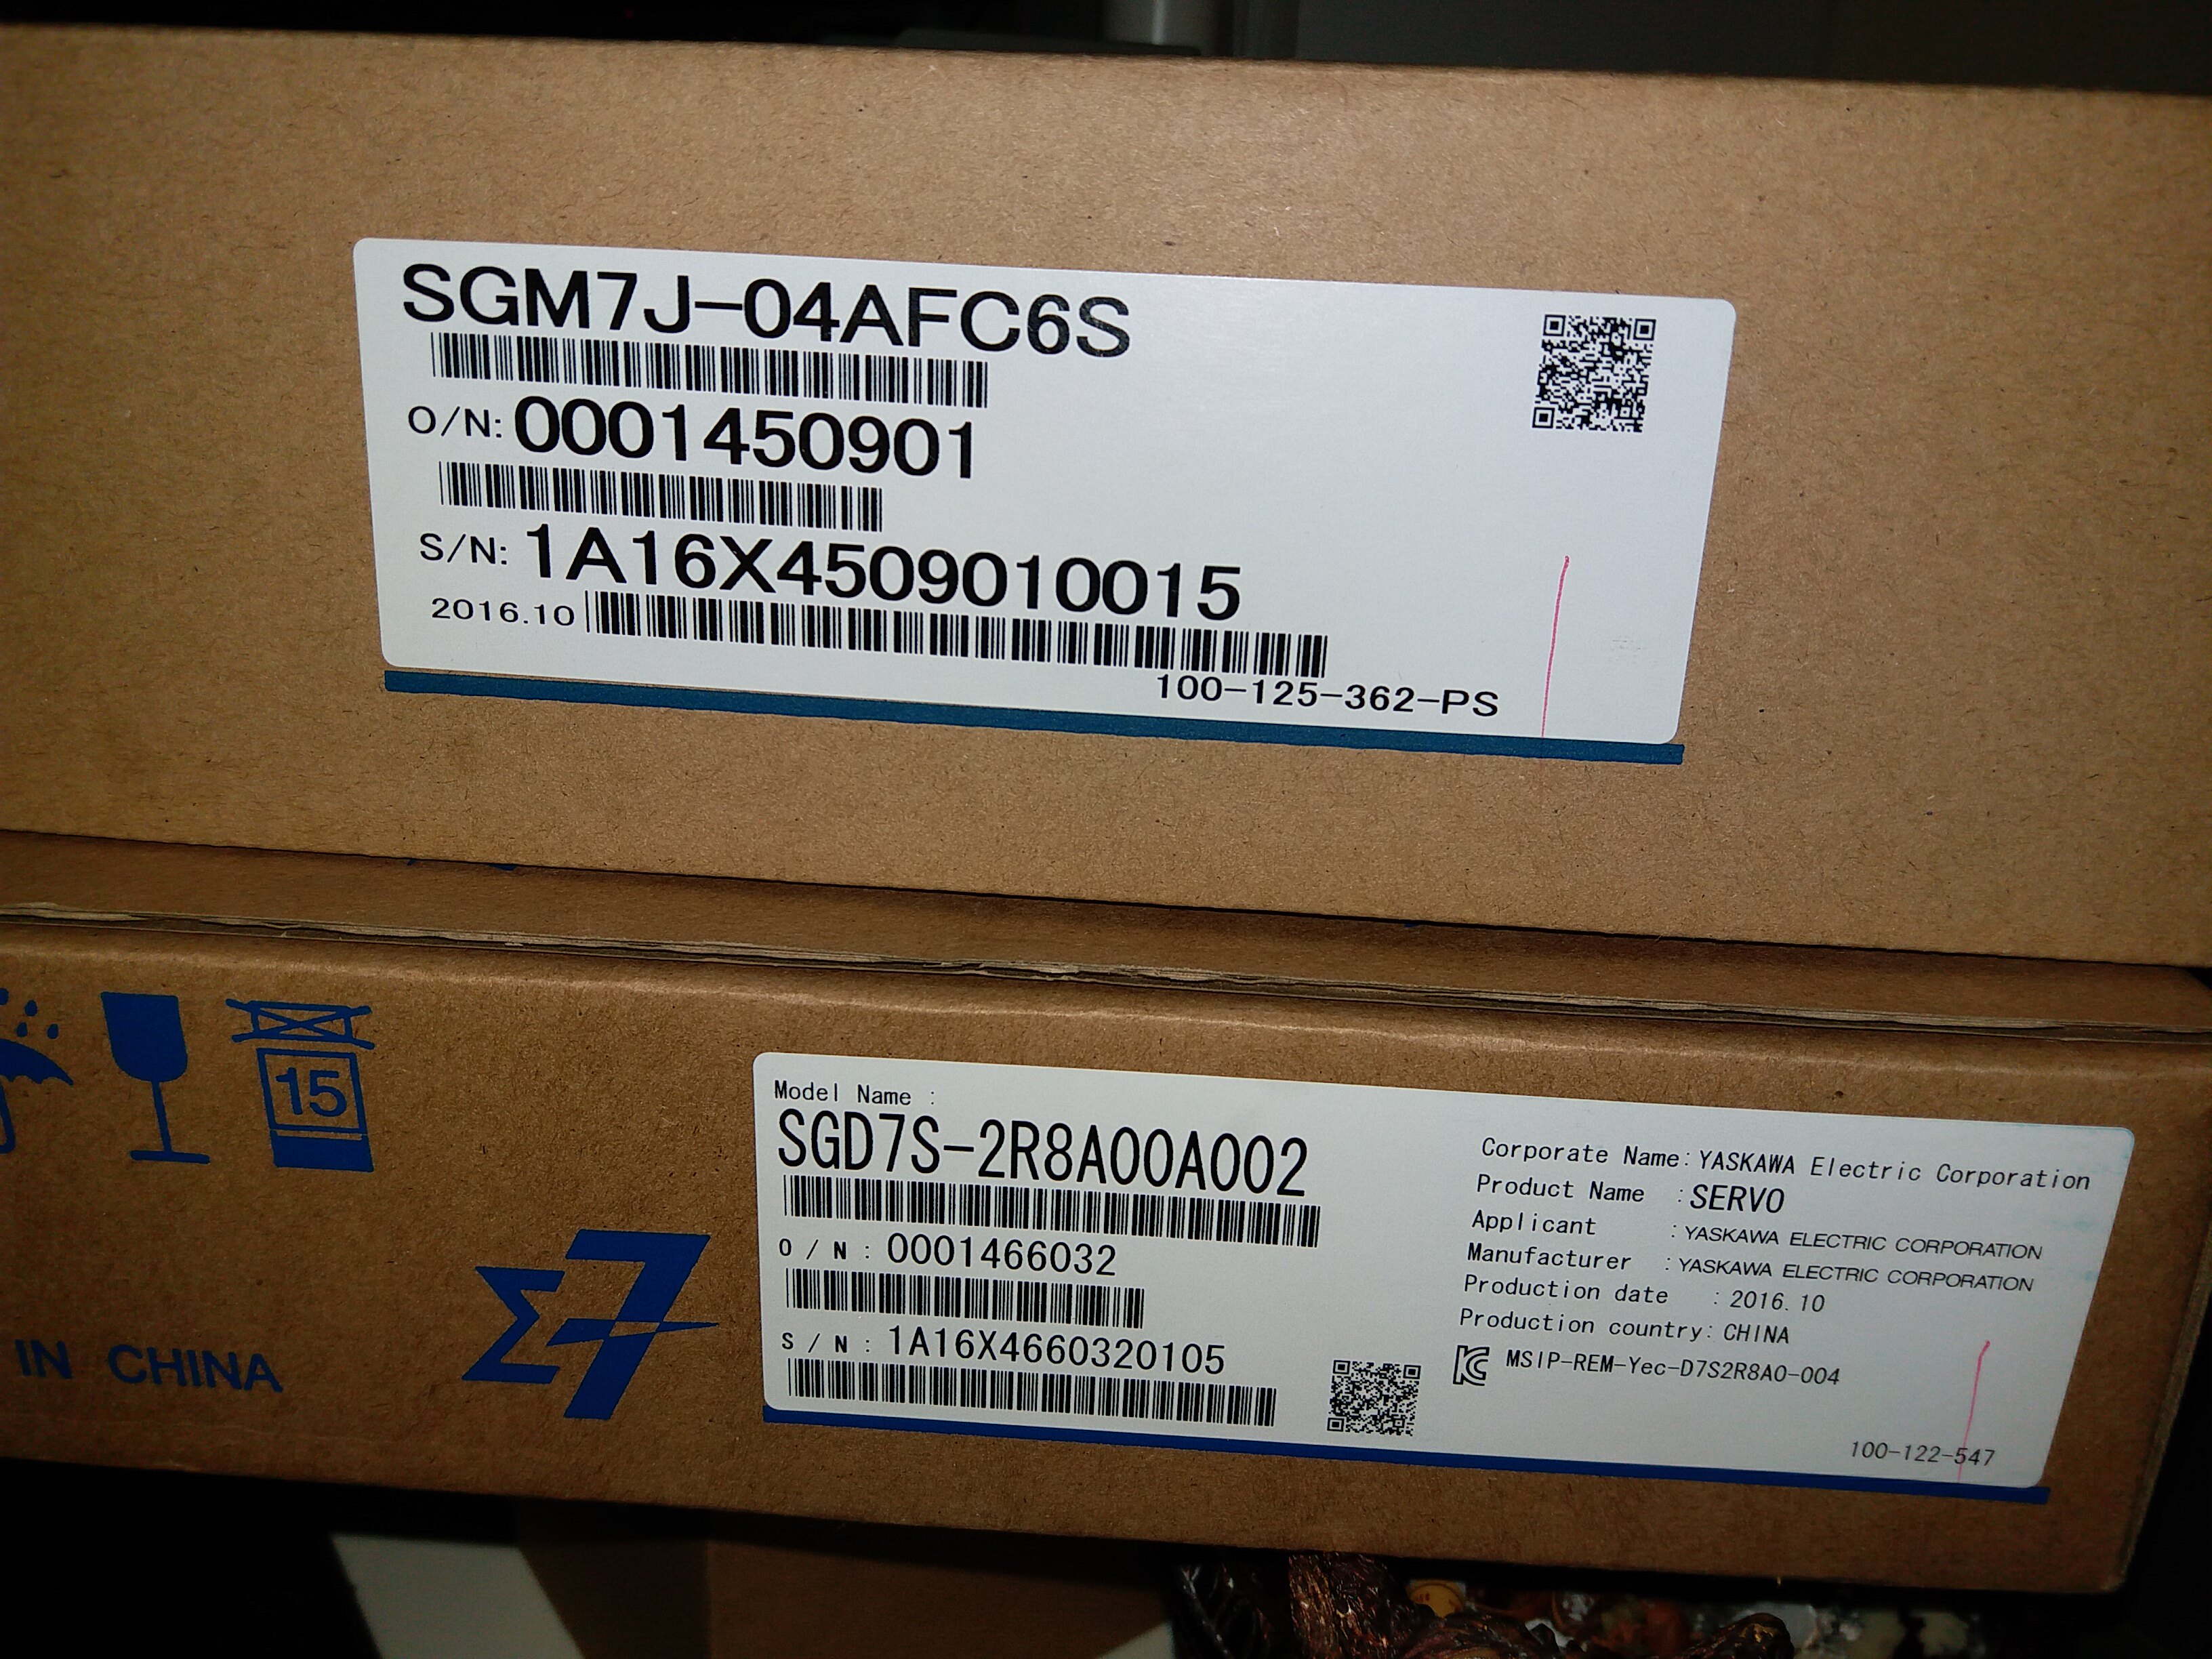 SGM7J-04AFC6S
O/N: 0001450901
S/N: 1A16X4509010015
2016.10
100-125-362-PS
15
IN CHINA
Σ7
Model Name :
SGD7S-2R8A00A002
O / N : 0001466032
S / N : 1A16X4660320105
Corporate Name: YASKAWA Electric Corporation
Product Name : SERVO
Applicant : YASKAWA ELECTRIC CORPORATION
Manufacturer : YASKAWA ELECTRIC CORPORATION
Production date : 2016.10
Production country: CHINA
MSIP-REM-Yec-D7S2R8A0-004
100-122-547